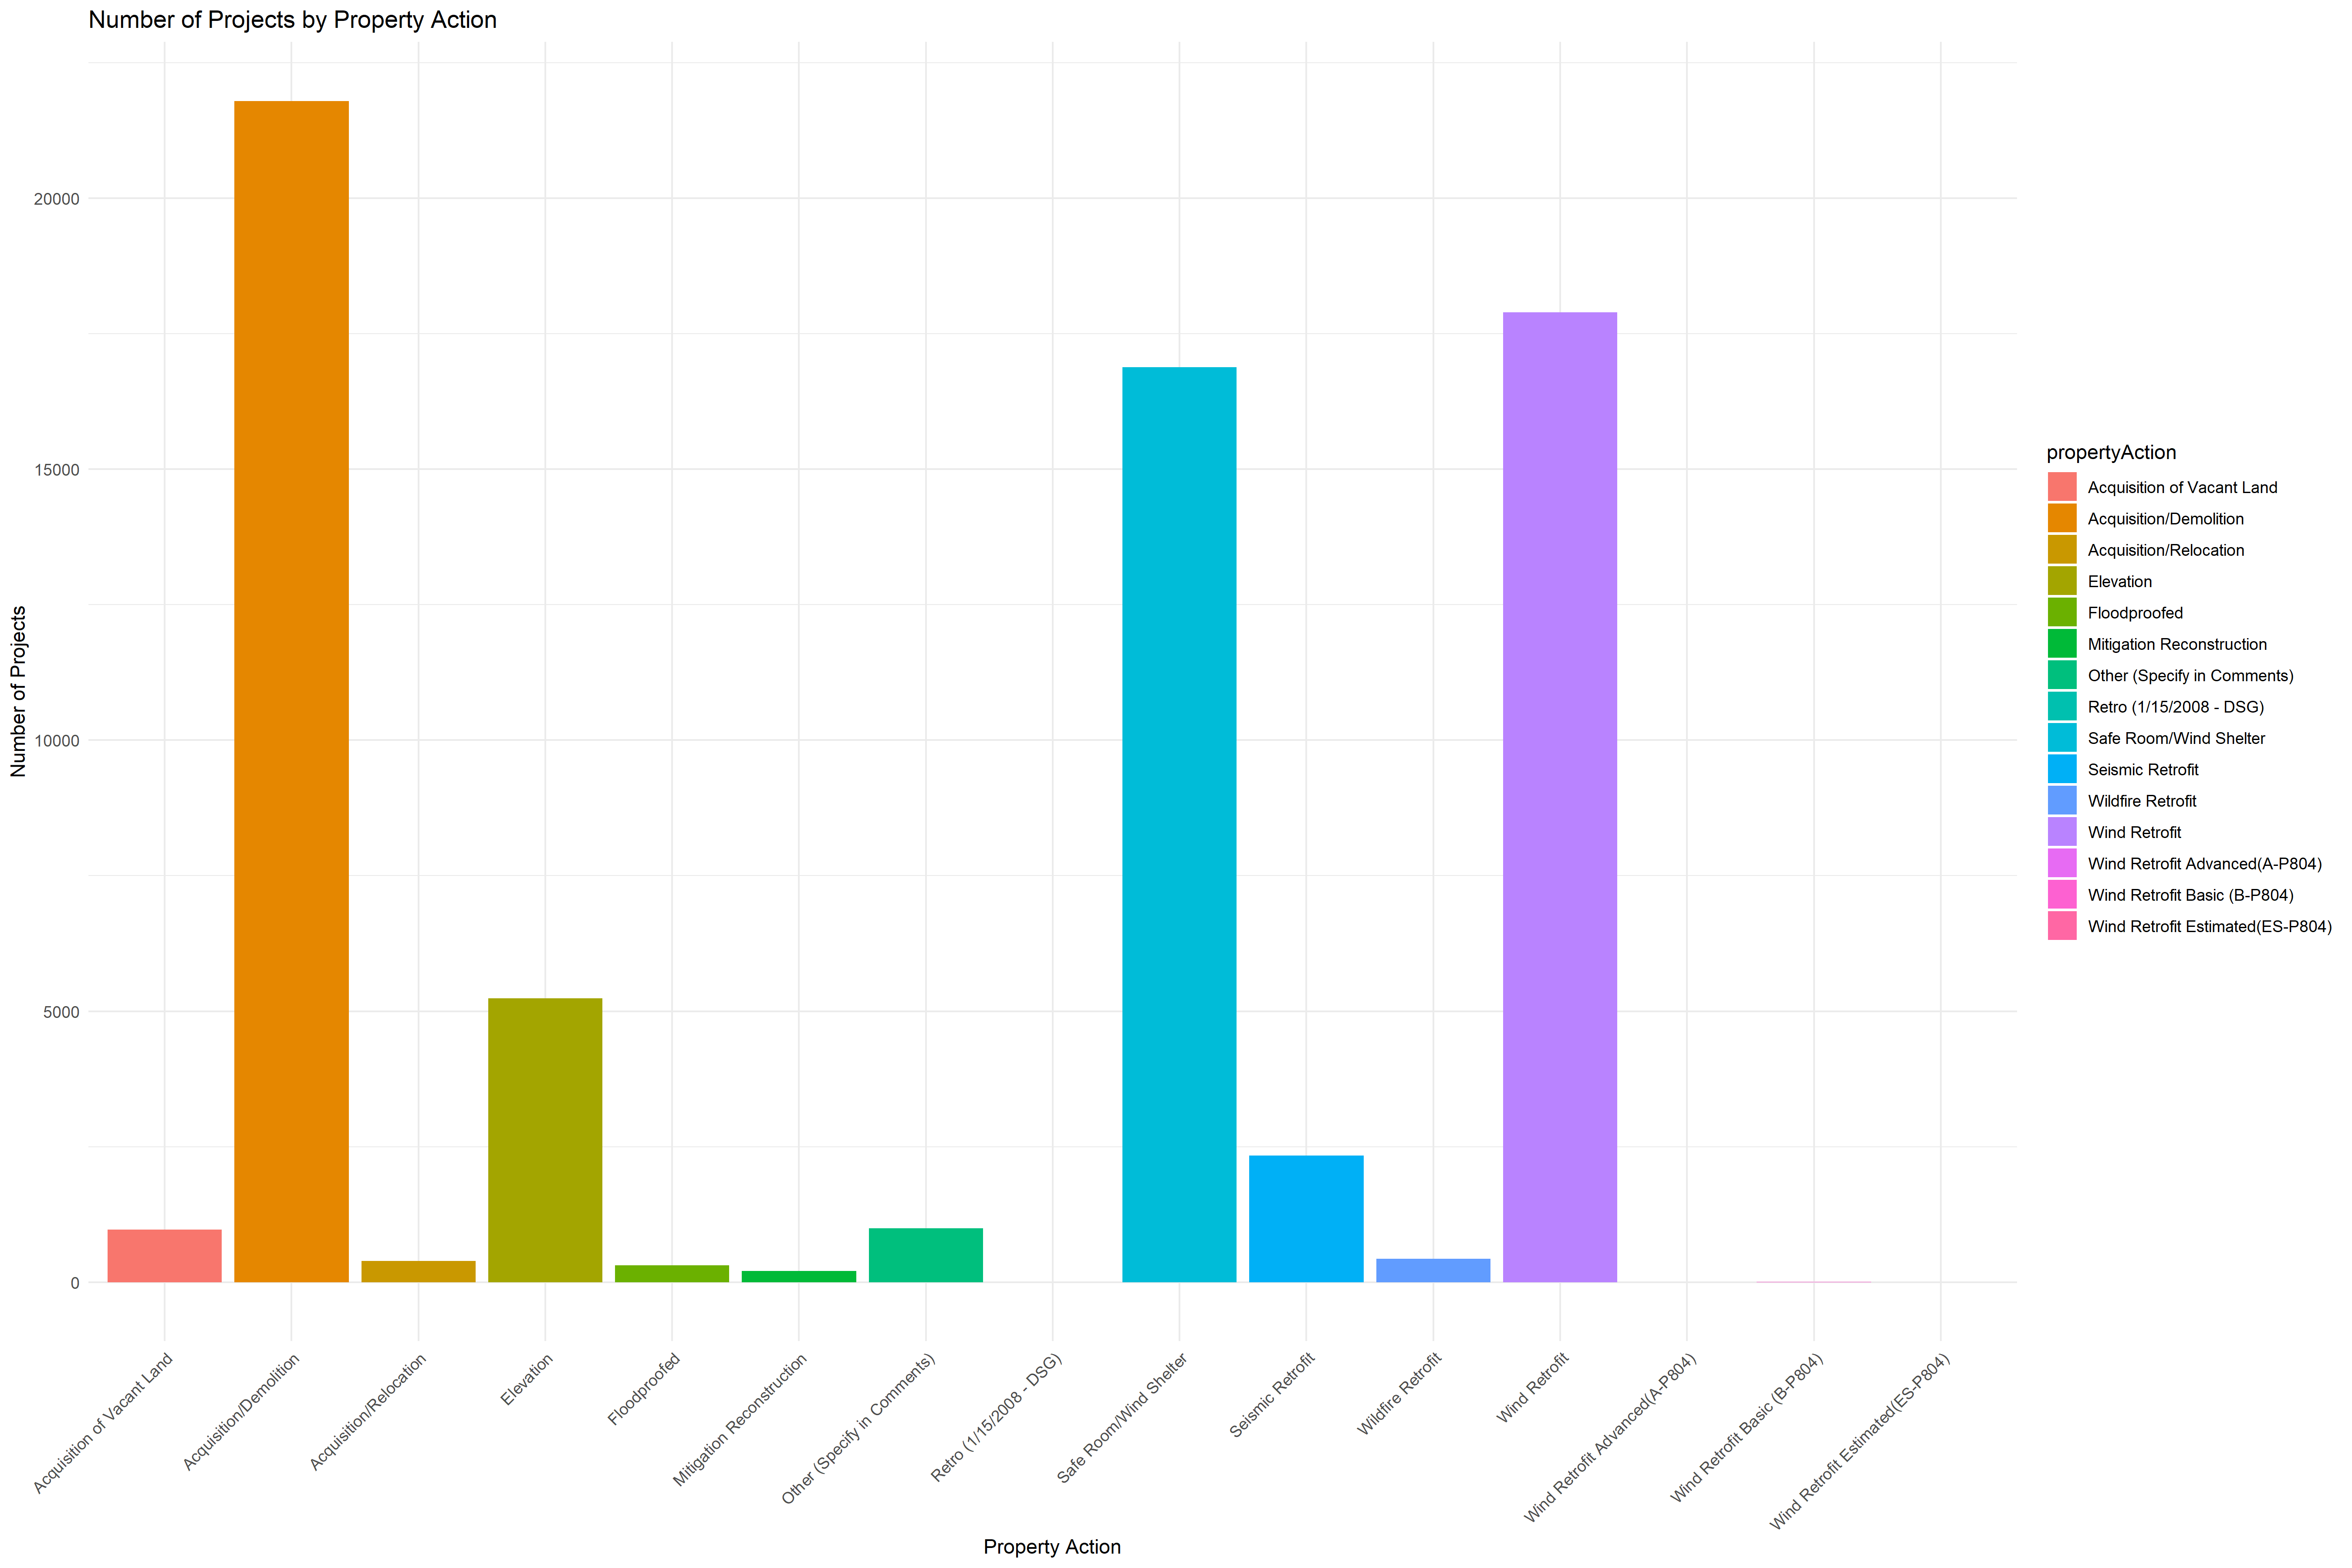 Number of Projects by Property Action
Number of Projects
20000
15000
10000
5000
0
Acquisition of Vacant Land
Acquisition/Demolition
Acquisition/Relocation
Elevation
Floodproofed
Mitigation Reconstruction
Other (Specify in Comments)
Retro (1/15/2008 - DSG)
Safe Room/Wind Shelter
Seismic Retrofit
Wildfire Retrofit
Wind Retrofit
Wind Retrofit Advanced(A-P804)
Wind Retrofit Basic (B-P804)
Wind Retrofit Estimated(ES-P804)
Property Action
propertyAction
Acquisition of Vacant Land
Acquisition/Demolition
Acquisition/Relocation
Elevation
Floodproofed
Mitigation Reconstruction
Other (Specify in Comments)
Retro (1/15/2008 - DSG)
Safe Room/Wind Shelter
Seismic Retrofit
Wildfire Retrofit
Wind Retrofit
Wind Retrofit Advanced(A-P804)
Wind Retrofit Basic (B-P804)
Wind Retrofit Estimated(ES-P804)